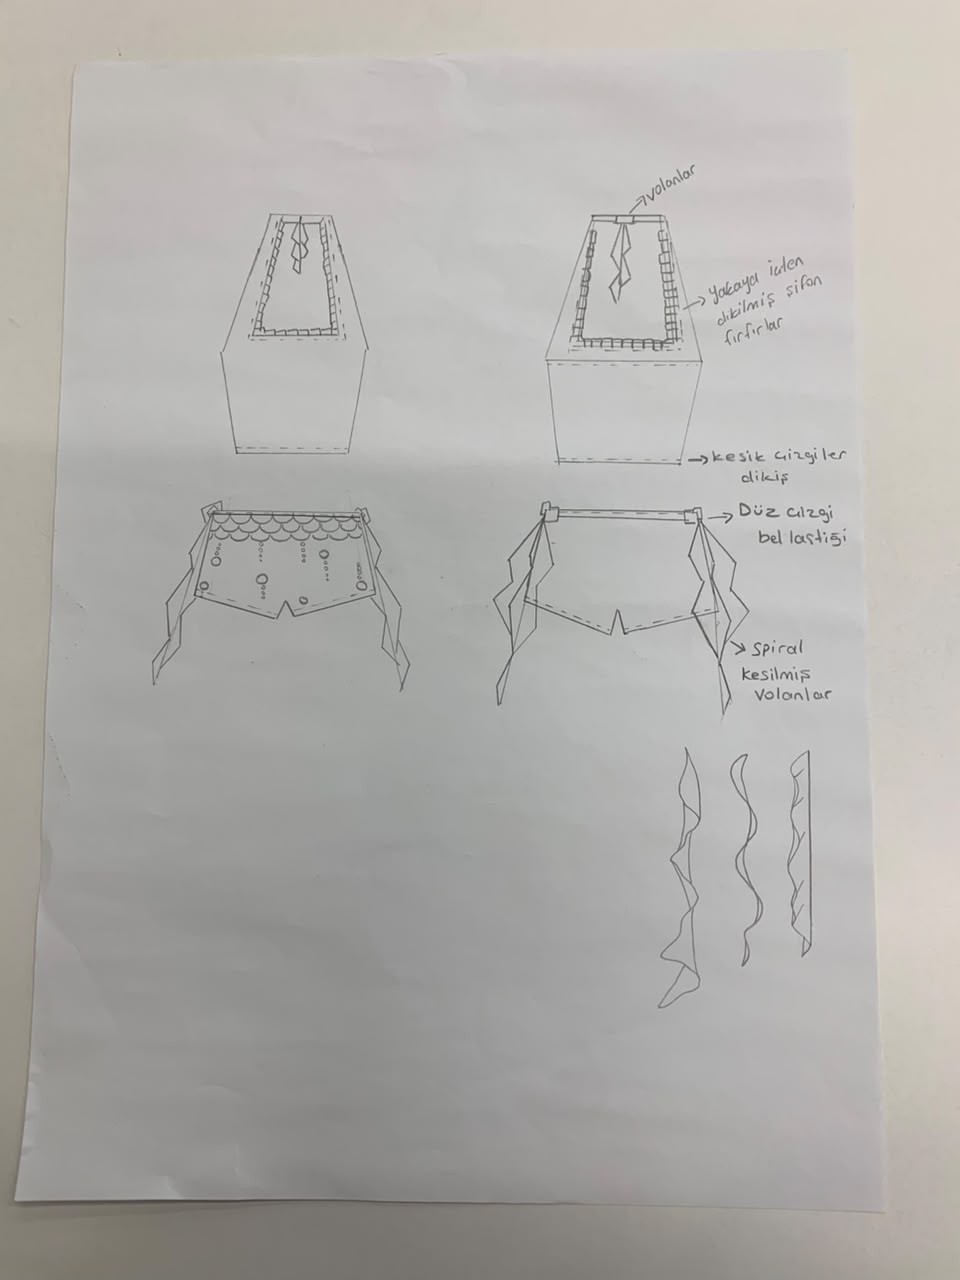 volanlar
yakaya içten
dikilmiş şifon
fırfırlar
kesik çizgiler
dikiş
Düz çizgi
bel lastiği
spiral
kesilmiş
volanlar